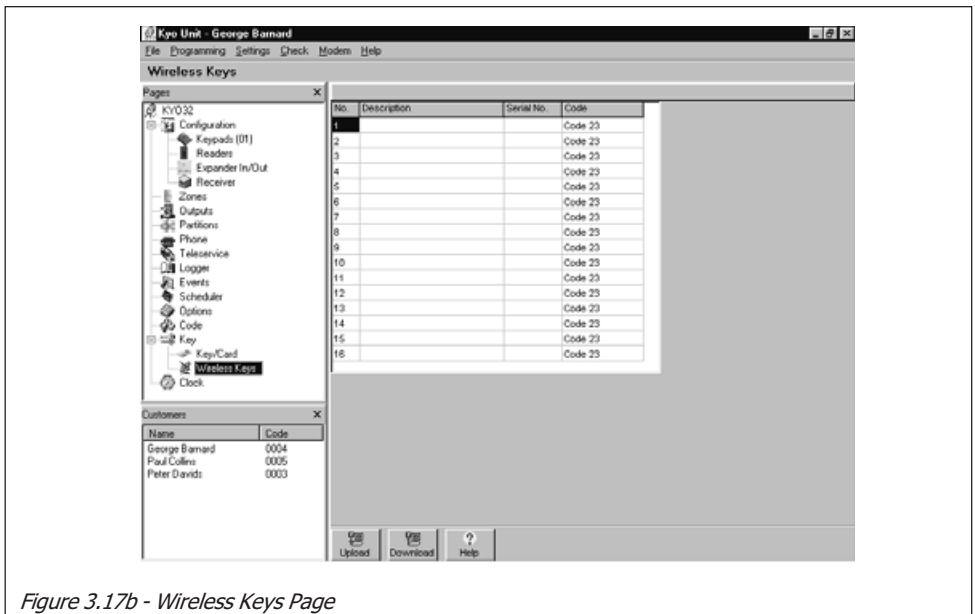 Kyo Unit - George Barnard
File Programming Settings Check Modem Help
Wireless Keys
Pages
KYO32
Configuration
Keypads (01)
Readers
Expander In/Out
Receiver
Zones
Outputs
Partitions
Phone
Teleservice
Logger
Events
Scheduler
Options
Code
Key
Key/Card
Wireless Keys
Clock
Customers
Name Code
George Barnard 0004
Paul Collins 0005
Peter Davids 0003
No. Description Serial No. Code
1 Code 23
2 Code 23
3 Code 23
4 Code 23
5 Code 23
6 Code 23
7 Code 23
8 Code 23
9 Code 23
10 Code 23
11 Code 23
12 Code 23
13 Code 23
14 Code 23
15 Code 23
16 Code 23
Upload Download Help
Figure 3.17b - Wireless Keys Page